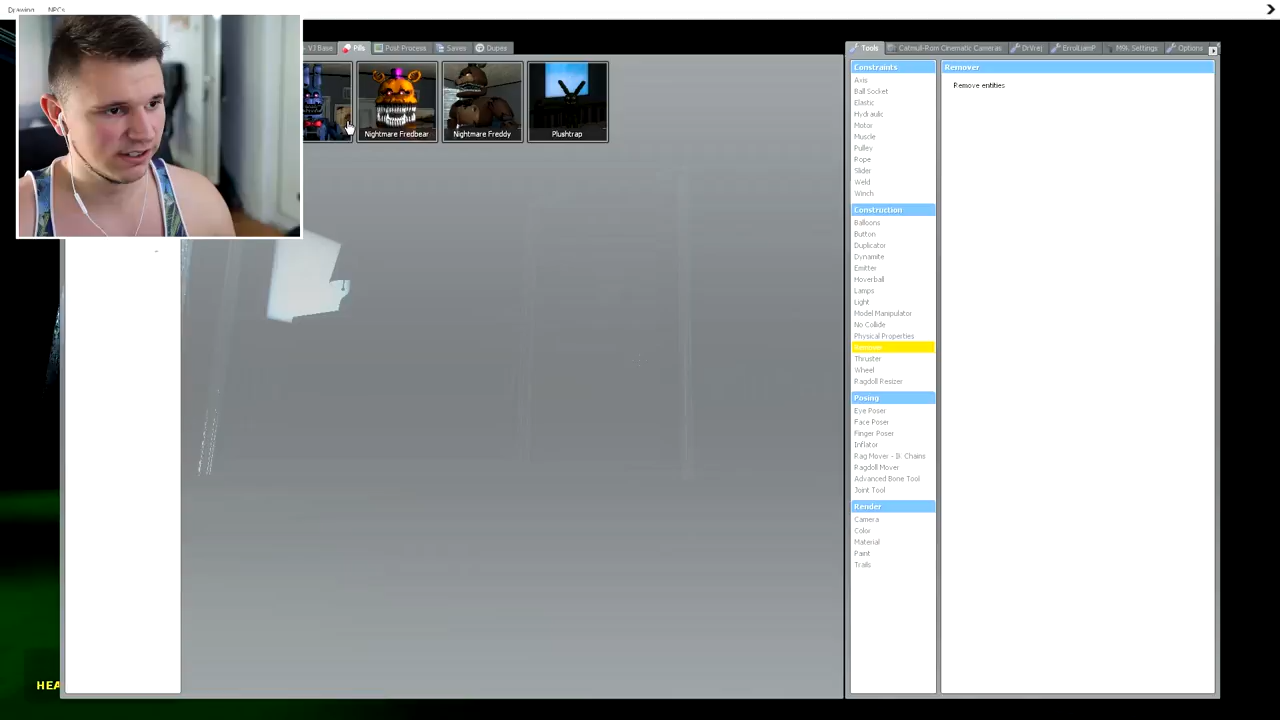 Drawing NPCs
VJ Base Pills Post Process Saves Dupes
Nightmare Fredbear Nightmare Freddy Plushtrap
HEA
Tools Catmull-Rom Cinematic Cameras DrVrej ErrolLiamP M9k Settings Options
Constraints
Axis
Ball Socket
Elastic
Hydraulic
Motor
Muscle
Pulley
Rope
Slider
Weld
Winch
Construction
Balloons
Button
Duplicator
Dynamite
Emitter
Hoverball
Lamps
Light
Model Manipulator
No Collide
Physical Properties
Remover
Thruster
Wheel
Ragdoll Resizer
Posing
Eye Poser
Face Poser
Finger Poser
Inflator
Rag Mover - IK Chains
Ragdoll Mover
Advanced Bone Tool
Joint Tool
Render
Camera
Color
Material
Paint
Trails
Remover
Remove entities